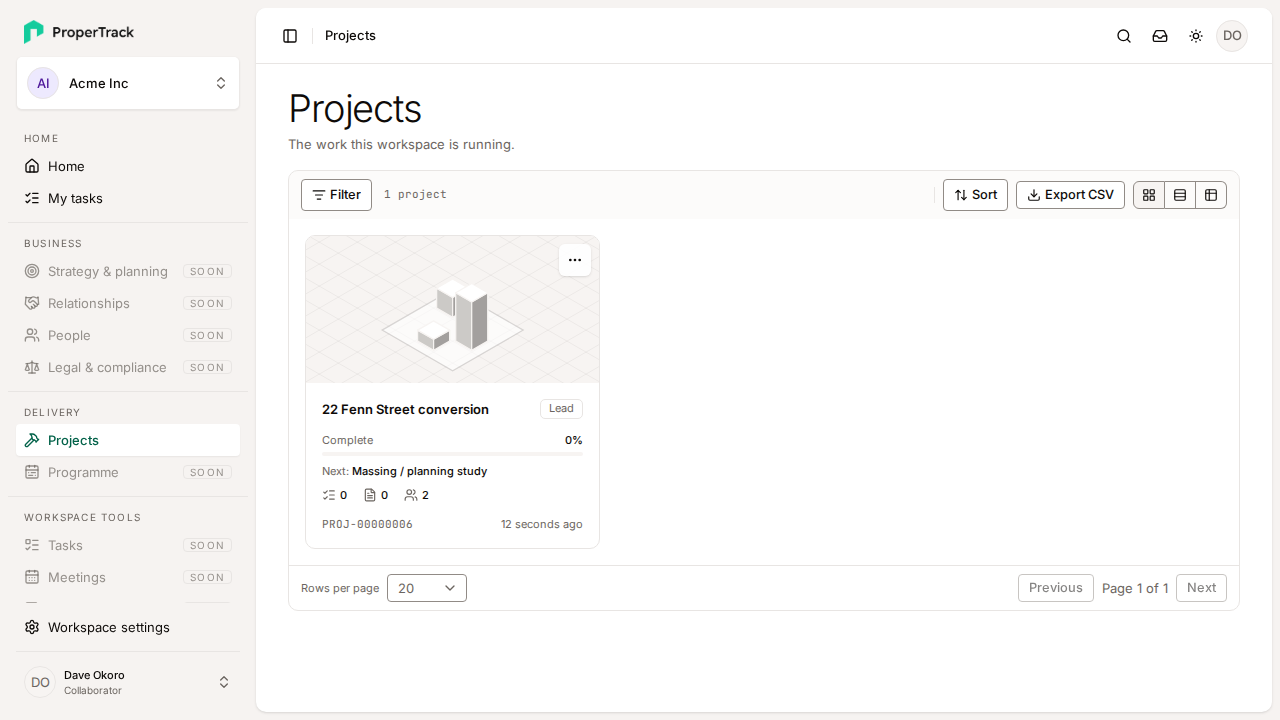 ProperTrack
AI
Acme Inc
HOME
Home
My tasks
BUSINESS
Strategy & planning SOON
Relationships SOON
People SOON
Legal & compliance SOON
DELIVERY
Projects
Programme
SOON
WORKSPACE TOOLS
Tasks SOON
Meetings SOON
Workspace settings
DO
Dave Okoro
Collaborator
Projects
DO
Projects
The work this workspace is running.
Filter
1 project
Sort
Export CSV
22 Fenn Street conversion
Lead
Complete 0%
Next: Massing / planning study
0 0 2
PROJ-00000006
12 seconds ago
Rows per page
20
Previous
Page 1 of 1
Next